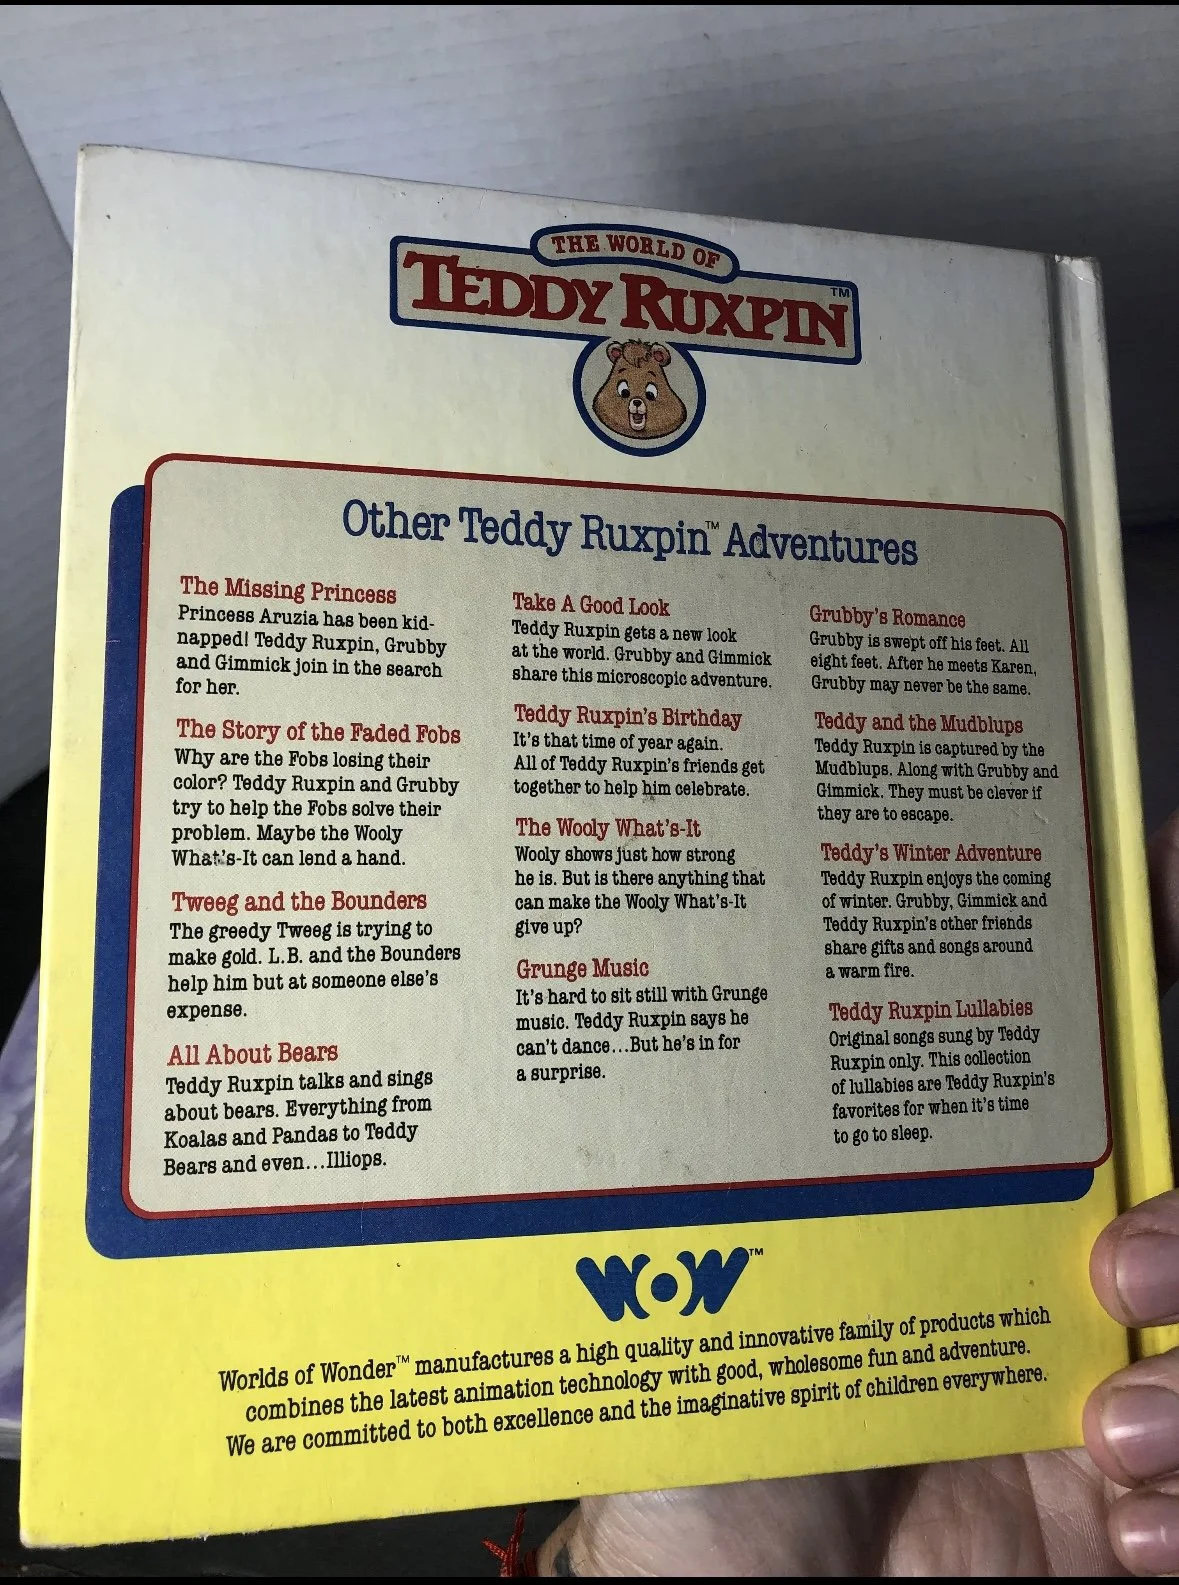 THE WORLD OF
TEDDY RUXPIN™
Other Teddy Ruxpin™ Adventures
The Missing Princess
Princess Aruzia has been kid-
napped! Teddy Ruxpin, Grubby
and Gimmick join in the search
for her.
The Story of the Faded Fobs
Why are the Fobs losing their
color? Teddy Ruxpin and Grubby
try to help the Fobs solve their
problem. Maybe the Wooly
What's-It can lend a hand.
Tweeg and the Bounders
The greedy Tweeg is trying to
make gold. L.B. and the Bounders
help him but at someone else's
expense.
All About Bears
Teddy Ruxpin talks and sings
about bears. Everything from
Koalas and Pandas to Teddy
Bears and even...Illiops.
Take A Good Look
Teddy Ruxpin gets a new look
at the world. Grubby and Gimmick
share this microscopic adventure.
Teddy Ruxpin's Birthday
It's that time of year again.
All of Teddy Ruxpin's friends get
together to help him celebrate.
The Wooly What's-It
Wooly shows just how strong
he is. But is there anything that
can make the Wooly What's-It
give up?
Grunge Music
It's hard to sit still with Grunge
music. Teddy Ruxpin says he
can't dance...But he's in for
a surprise.
Grubby's Romance
Grubby is swept off his feet. All
eight feet. After he meets Karen,
Grubby may never be the same.
Teddy and the Mudblups
Teddy Ruxpin is captured by the
Mudblups. Along with Grubby and
Gimmick. They must be clever if
they are to escape.
Teddy's Winter Adventure
Teddy Ruxpin enjoys the coming
of winter. Grubby, Gimmick and
Teddy Ruxpin's other friends
share gifts and songs around
a warm fire.
Teddy Ruxpin Lullabies
Original songs sung by Teddy
Ruxpin only. This collection
of lullabies are Teddy Ruxpin's
favorites for when it's time
to go to sleep.
WOW™
Worlds of Wonder™ manufactures a high quality and innovative family of products which
combines the latest animation technology with good, wholesome fun and adventure.
We are committed to both excellence and the imaginative spirit of children everywhere.